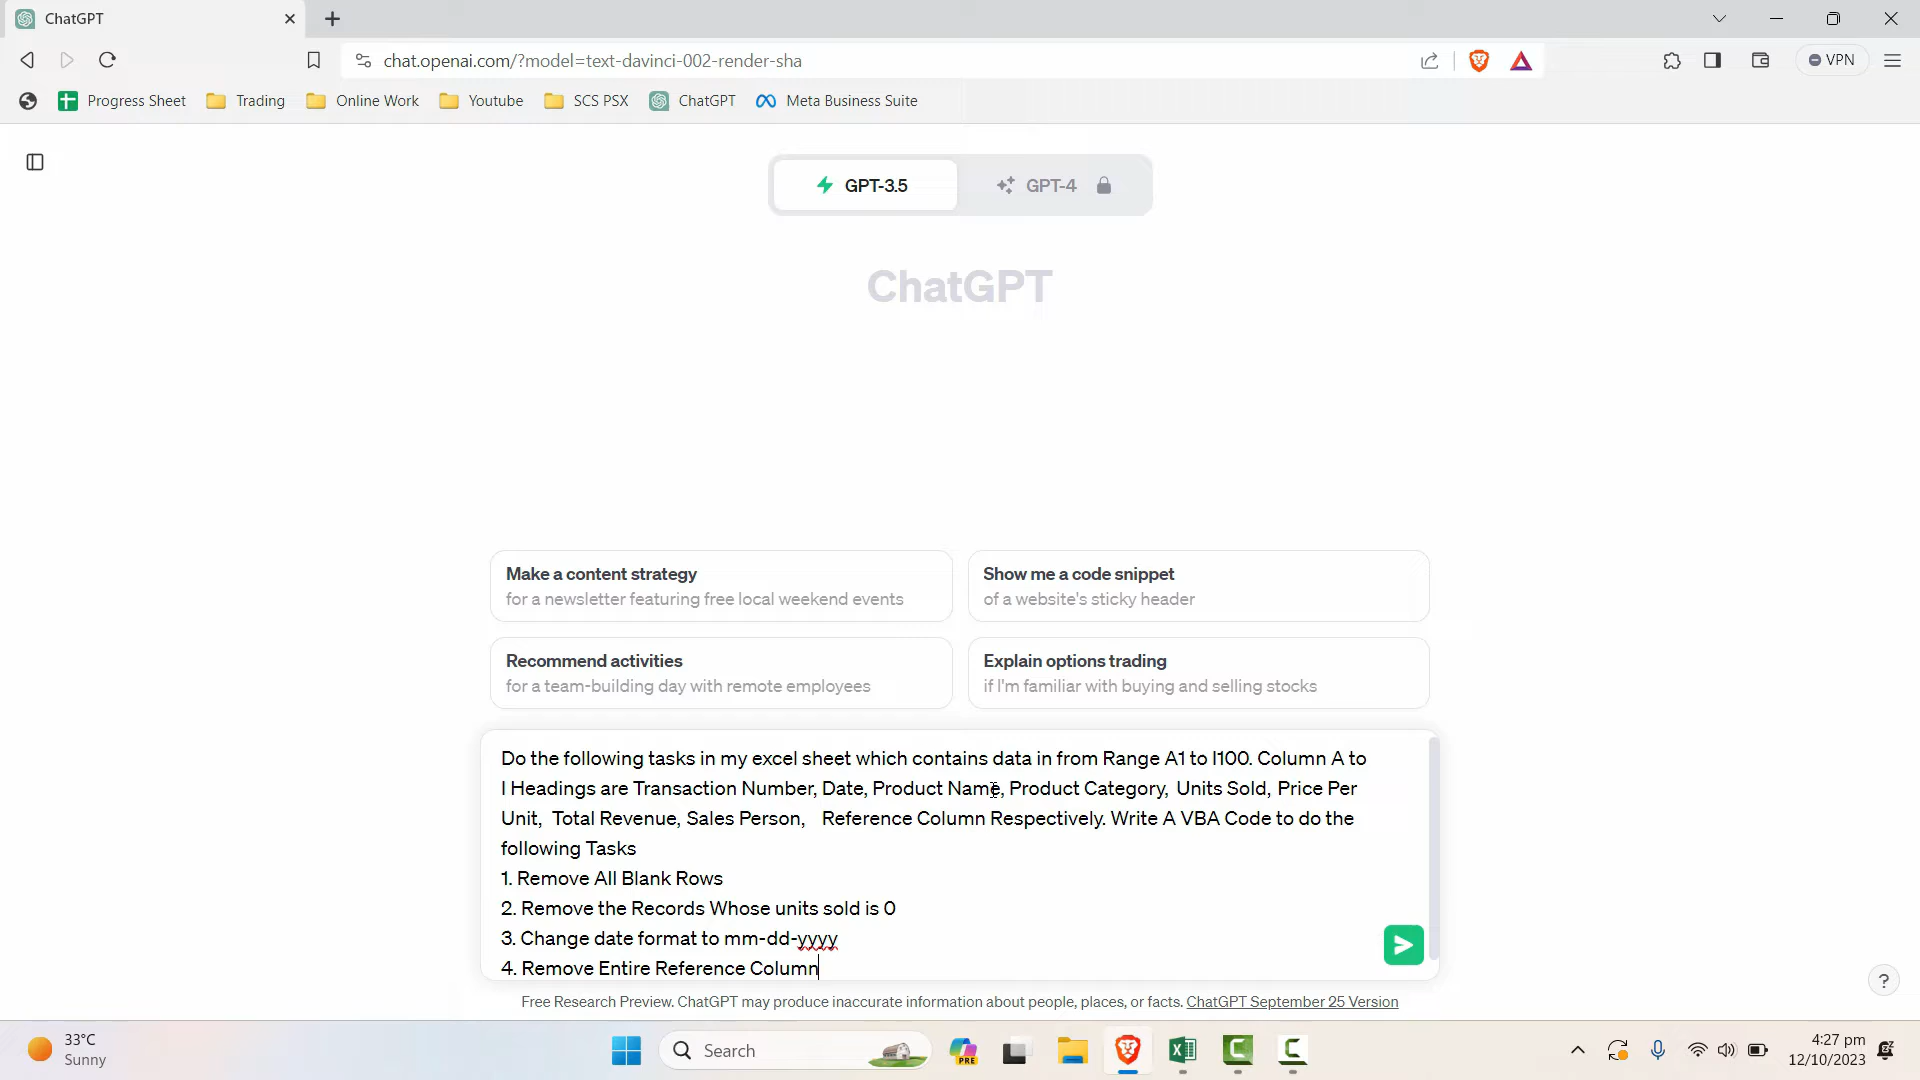 ChatGPT
chat.openai.com/?model=text-davinci-002-render-sha
VPN
Progress Sheet
Trading
Online Work
Youtube
SCS PSX
ChatGPT
Meta Business Suite
GPT-3.5
GPT-4
ChatGPT
Make a content strategy
for a newsletter featuring free local weekend events
Show me a code snippet
of a website's sticky header
Recommend activities
for a team-building day with remote employees
Explain options trading
if I'm familiar with buying and selling stocks
Do the following tasks in my excel sheet which contains data in from Range A1 to I100. Column A to
I Headings are Transaction Number, Date, Product Name, Product Category, Units Sold, Price Per
Unit, Total Revenue, Sales Person, Reference Column Respectively. Write A VBA Code to do the
following Tasks
1. Remove All Blank Rows
2. Remove the Records Whose units sold is 0
3. Change date format to mm-dd-yyyy
4. Remove Entire Reference Column
Free Research Preview. ChatGPT may produce inaccurate information about people, places, or facts. ChatGPT September 25 Version
?
33°C
Sunny
Search
PRE
4:27 pm
12/10/2023